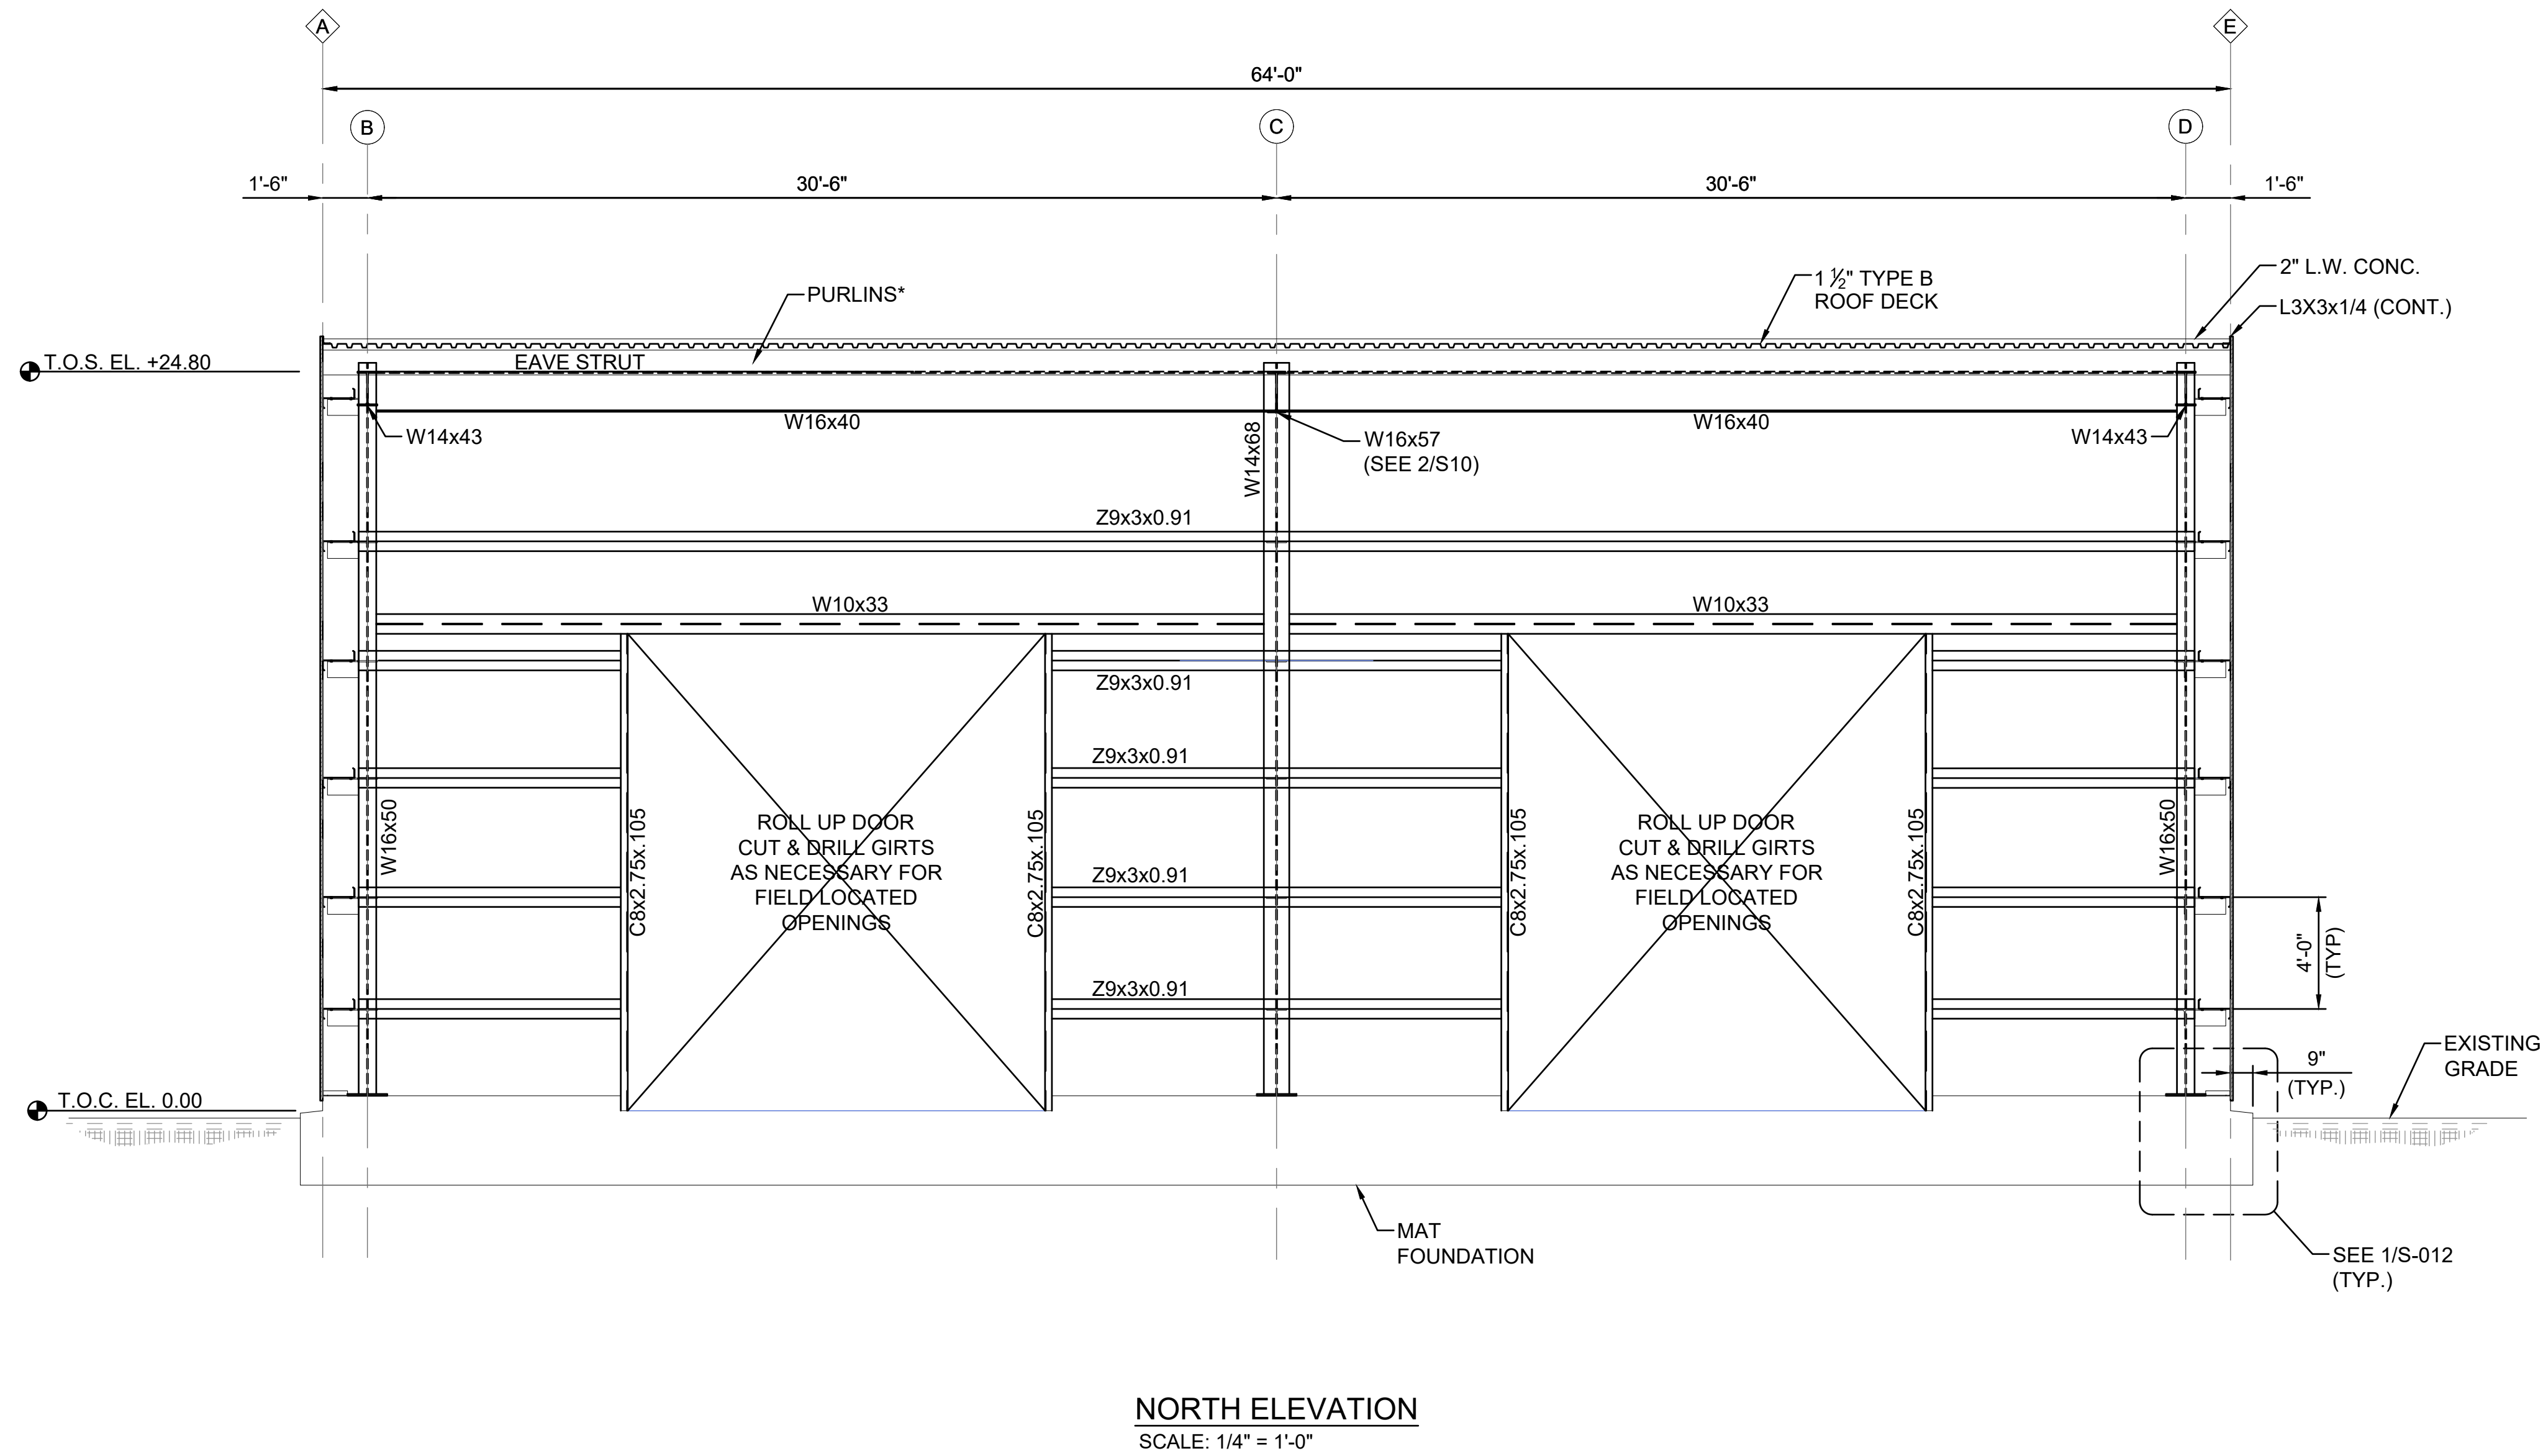 A
E
64'-0"
B
C
D
1'-6"
30'-6"
30'-6"
1'-6"
2" L.W. CONC.
1 1/2" TYPE B
ROOF DECK
PURLINS*
L3X3x1/4 (CONT.)
T.O.S. EL. +24.80
EAVE STRUT
W16x40
W16x40
W14x43
W14x68
W16x57
(SEE 2/S10)
W14x43
Z9x3x0.91
W10x33
W10x33
Z9x3x0.91
Z9x3x0.91
W16x50
C8x2.75x.105
ROLL UP DOOR
CUT & DRILL GIRTS
AS NECESSARY FOR
FIELD LOCATED
OPENINGS
C8x2.75x.105
Z9x3x0.91
C8x2.75x.105
ROLL UP DOOR
CUT & DRILL GIRTS
AS NECESSARY FOR
FIELD LOCATED
OPENINGS
C8x2.75x.105
W16x50
4'-0"
(TYP)
Z9x3x0.91
EXISTING
GRADE
9"
(TYP.)
T.O.C. EL. 0.00
MAT
FOUNDATION
SEE 1/S-012
(TYP.)
NORTH ELEVATION
SCALE: 1/4" = 1'-0"